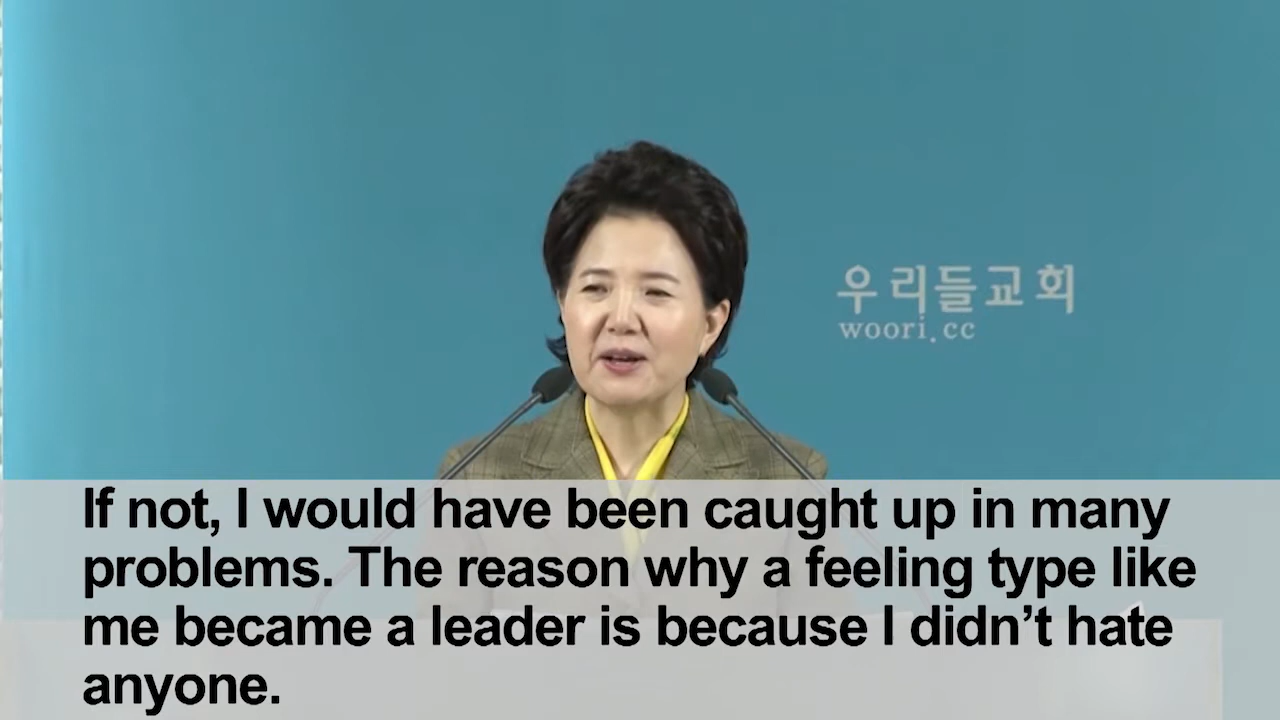 우리들교회
woori.cc
If not, I would have been caught up in many
problems. The reason why a feeling type like
me became a leader is because I didn’t hate
anyone.